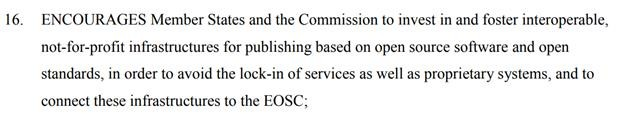 16. ENCOURAGES Member States and the Commission to invest in and foster interoperable,
not-for-profit infrastructures for publishing based on open source software and open
standards, in order to avoid the lock-in of services as well as proprietary systems, and to
connect these infrastructures to the EOSC;